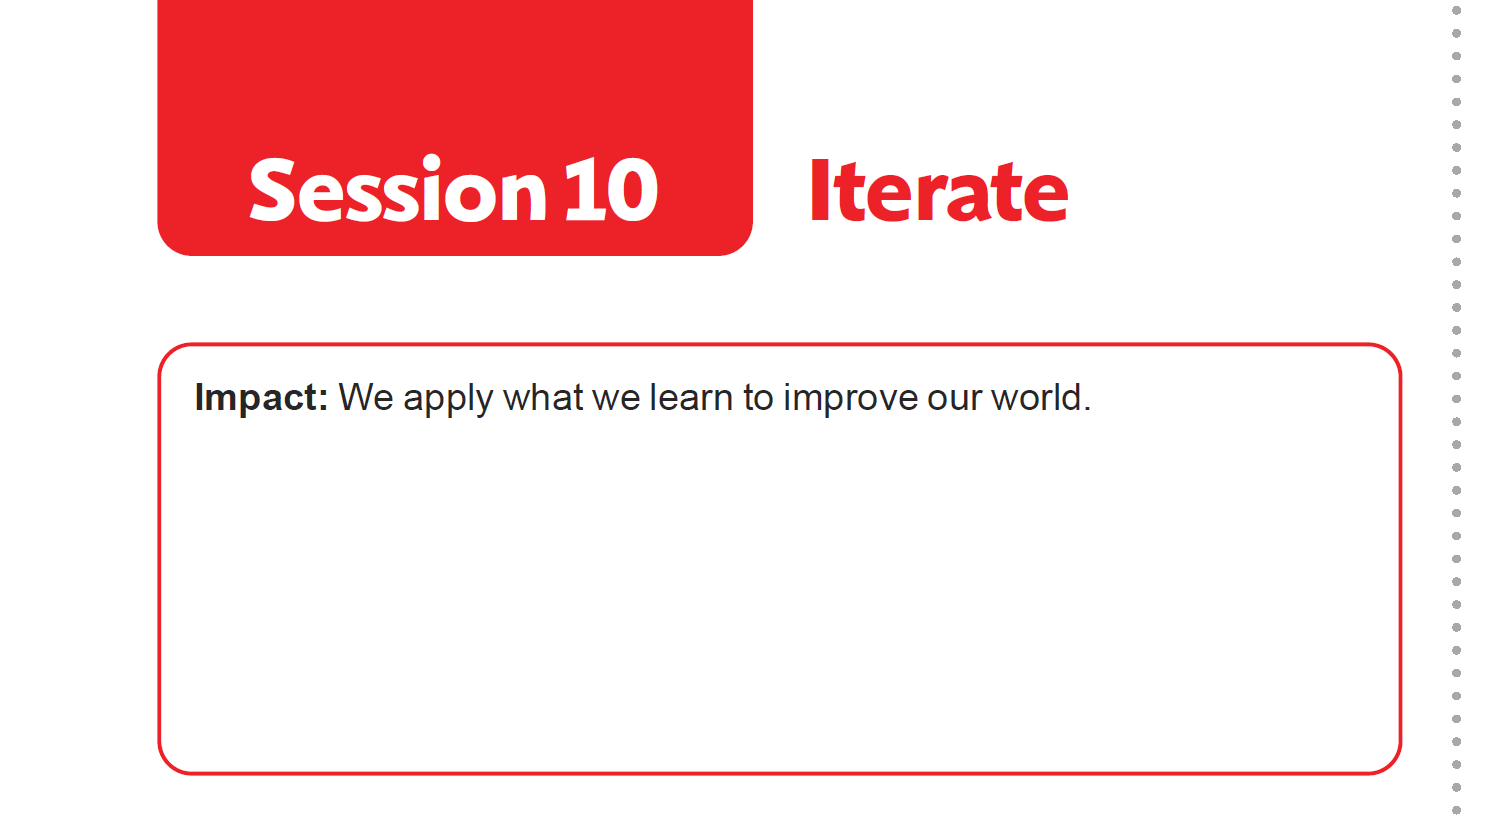 Session 10
Iterate
Impact: We apply what we learn to improve our world.